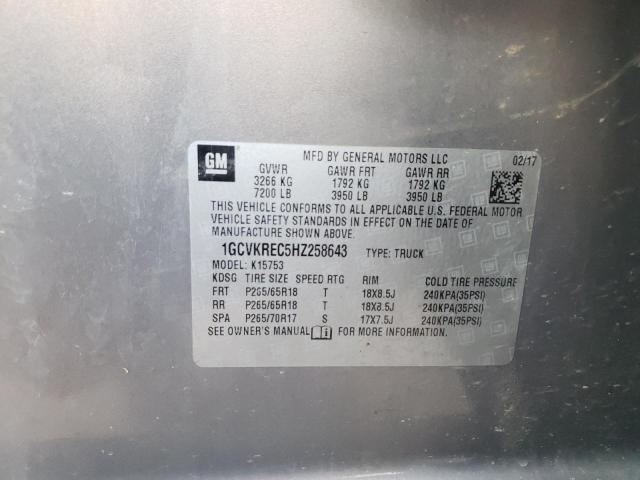 GM
MFD BY GENERAL MOTORS LLC 02/17
GVWR GAWR FRT GAWR RR
3266 KG 1792 KG 1792 KG
7200 LB 3950 LB 3950 LB
THIS VEHICLE CONFORMS TO ALL APPLICABLE U.S. FEDERAL MOTOR
VEHICLE SAFETY STANDARDS IN EFFECT ON THE DATE OF
MANUFACTURE SHOWN ABOVE.
1GCVKREC5HZ258643 TYPE: TRUCK
MODEL: K15753
KDSG TIRE SIZE SPEED RTG RIM COLD TIRE PRESSURE
FRT P265/65R18 T 18X8.5J 240KPA(35PSI)
RR P265/65R18 T 18X8.5J 240KPA(35PSI)
SPA P265/70R17 S 17X7.5J 240KPA(35PSI)
SEE OWNER'S MANUAL FOR MORE INFORMATION.